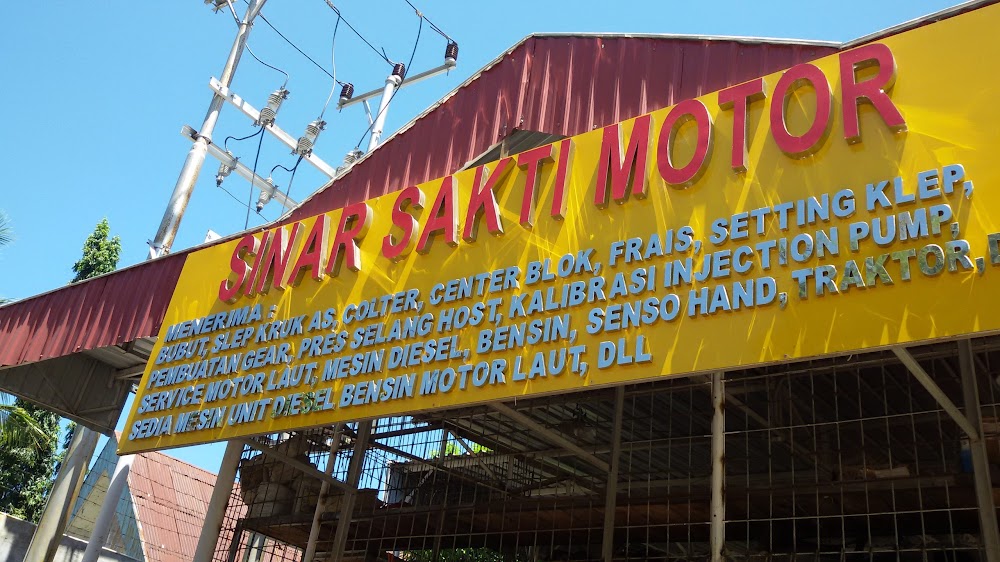 SINAR SAKTI MOTOR
MENERIMA :
BUBUT, SLEP KRUK AS, COLTER, CENTER BLOK, FRAIS, SETTING KLEP,
PEMBUATAN GEAR, PRES SELANG HOST, KALIBRASI INJECTION PUMP,
SERVICE MOTOR LAUT, MESIN DIESEL, BENSIN, SENSO HAND, TRAKTOR,
SEDIA MESIN UNIT DIESEL BENSIN MOTOR LAUT, DLL